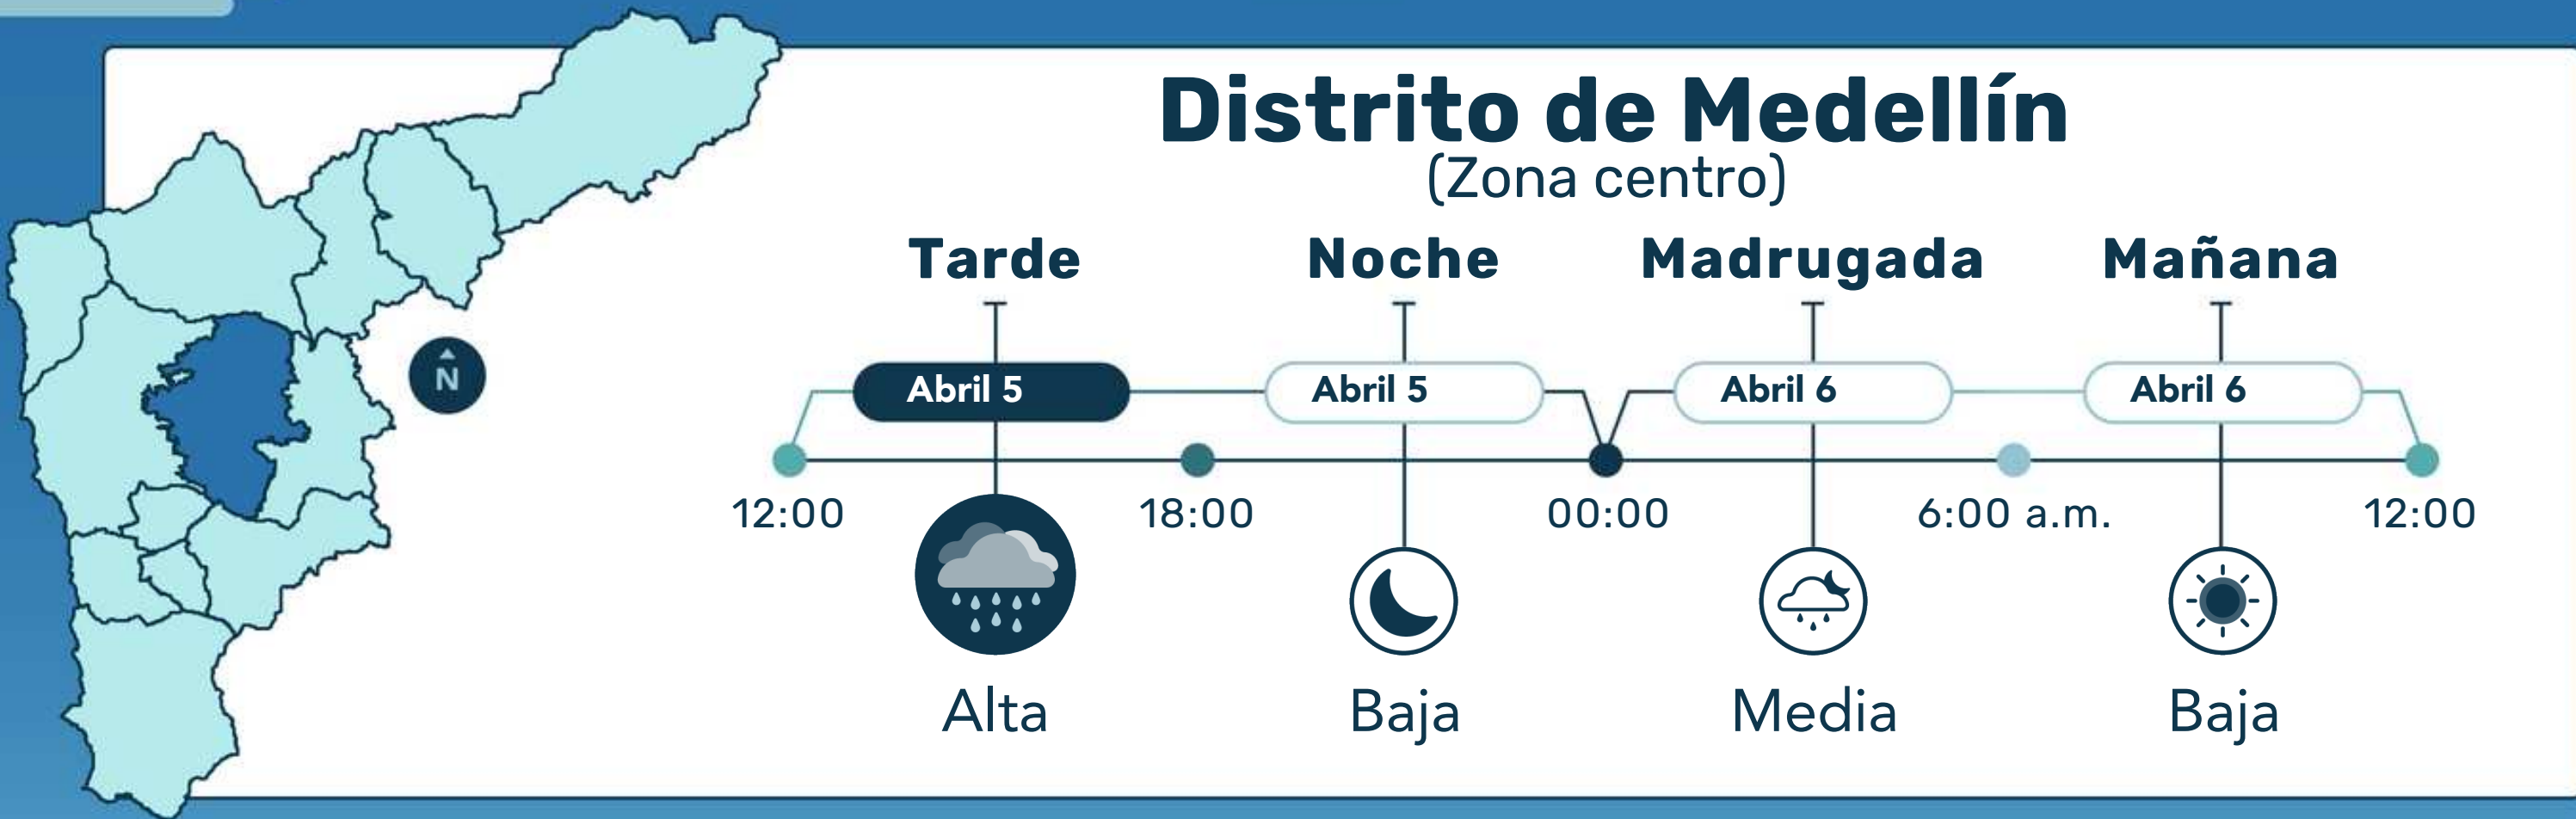 Distrito de Medellín
(Zona centro)
Tarde Noche Madrugada Mañana
N
Abril 5 Abril 5 Abril 6 Abril 6
12:00 18:00 00:00 6:00 a.m. 12:00
Alta Baja Media Baja